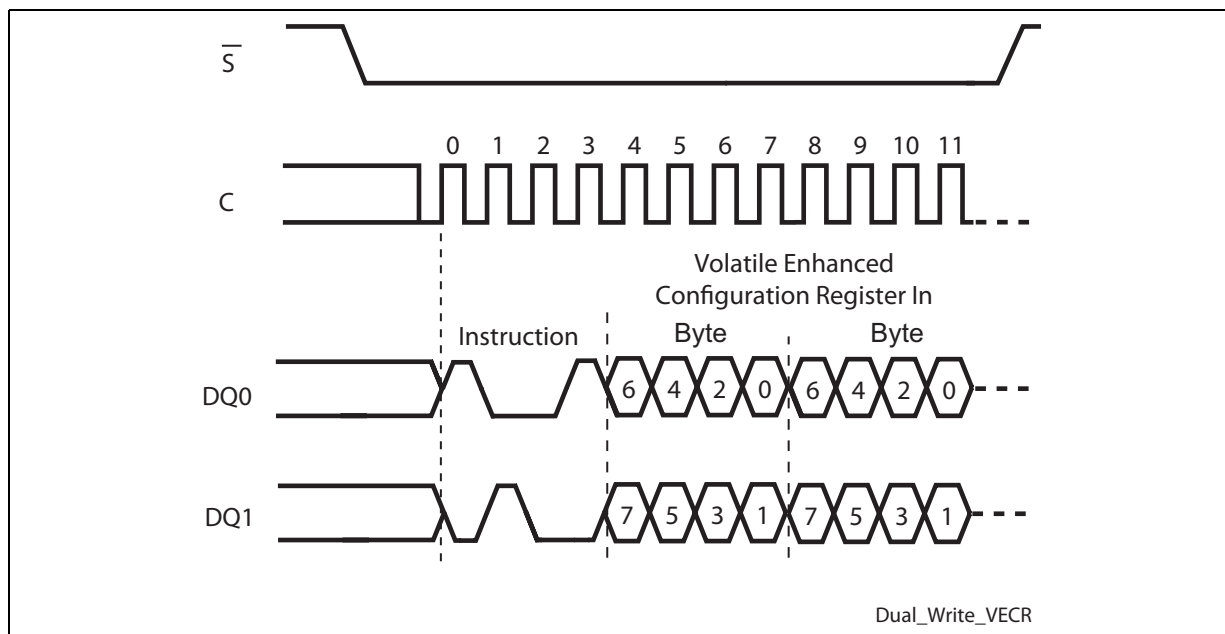 S
0 1 2 3 4 5 6 7 8 9 10 11
C
Volatile Enhanced
Configuration Register In
Instruction Byte Byte
DQ0 6 4 2 0 6 4 2 0
DQ1 7 5 3 1 7 5 3 1
Dual_Write_VECR